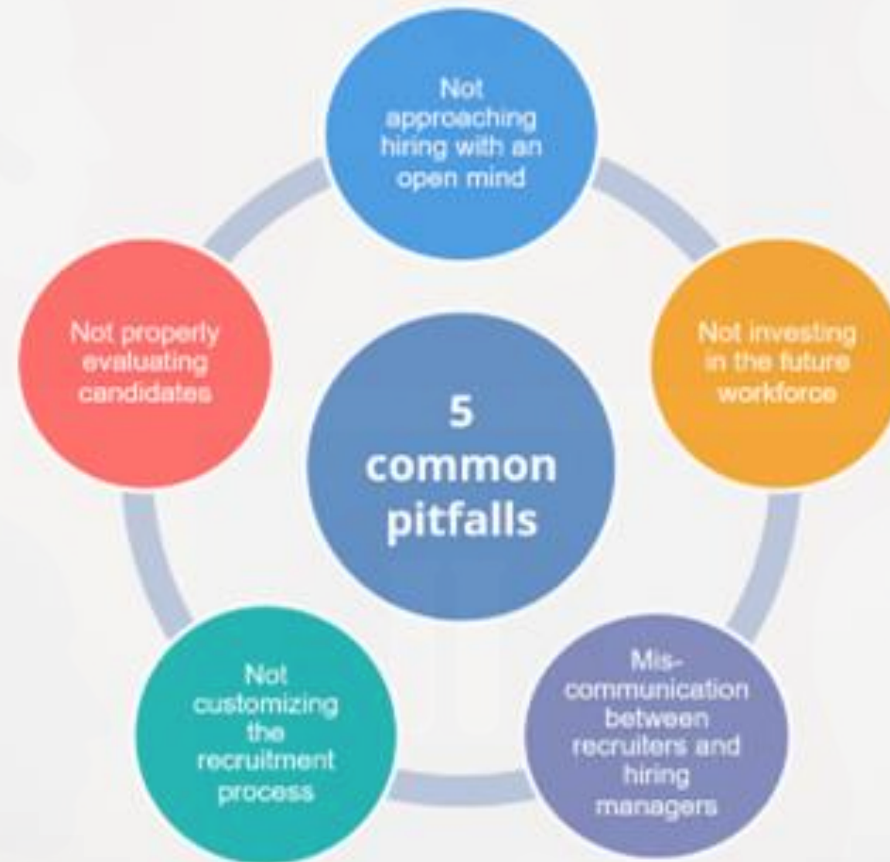 Not
approaching
hiring with an
open mind
Not investing
in the future
workforce
Mis-
communication
between
recruiters and
hiring
managers
Not
customizing
the
recruitment
process
Not properly
evaluating
candidates
5
common
pitfalls